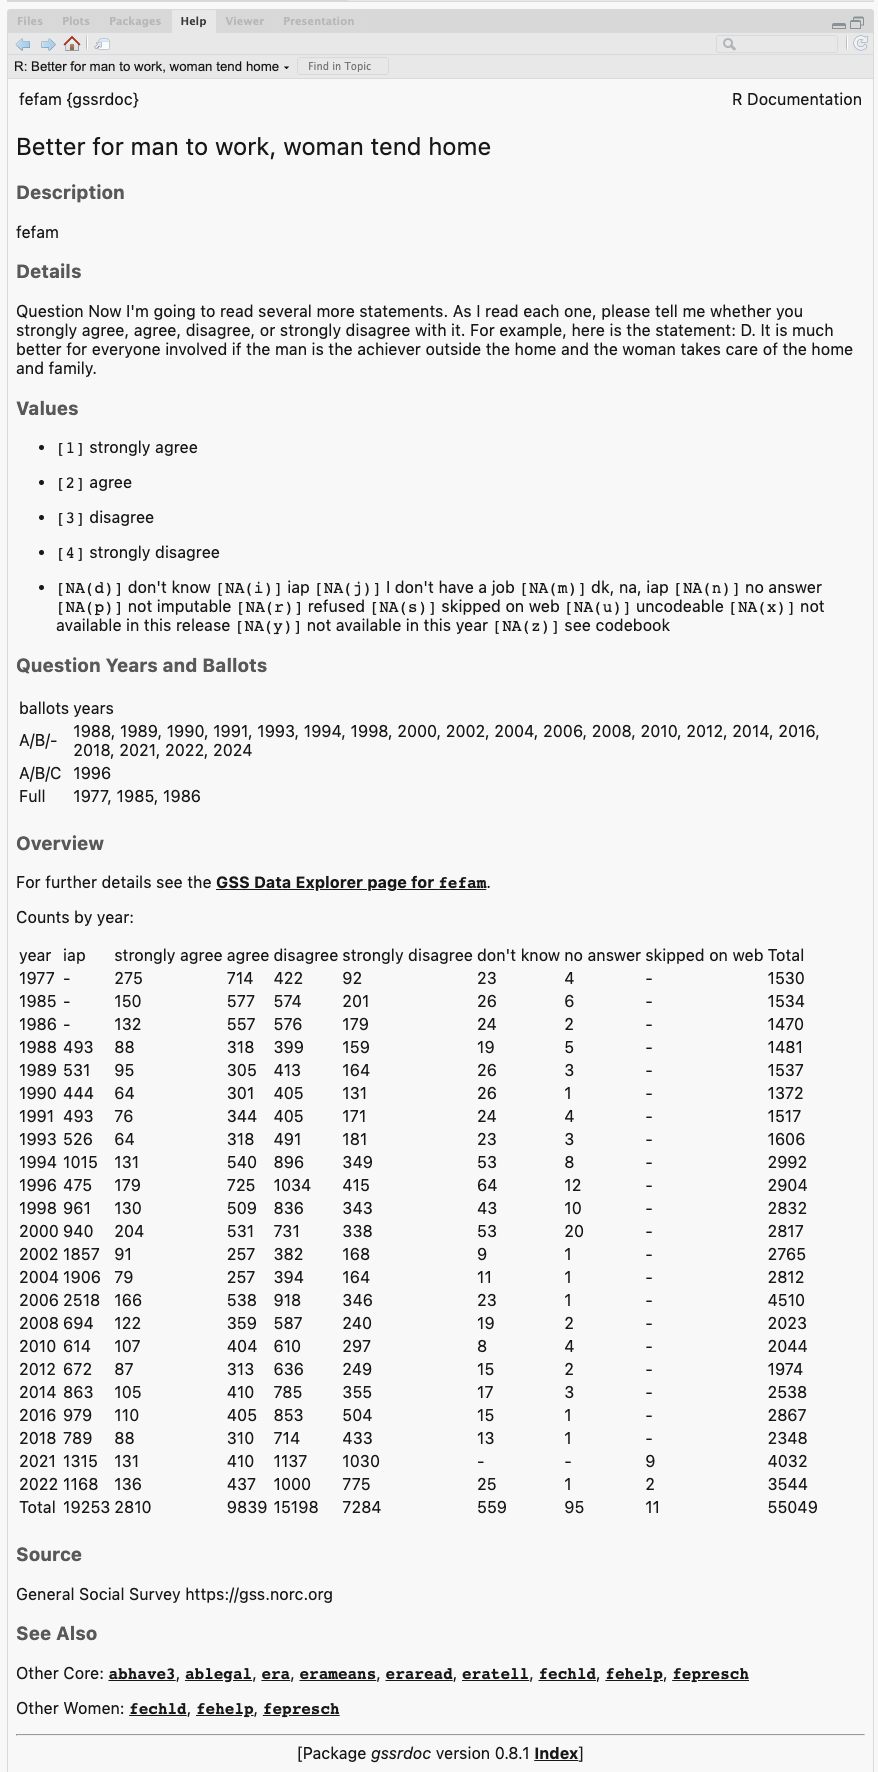 Files Plots Packages Help Viewer Presentation
R: Better for man to work, woman tend home Find in Topic
fefam {gssrdoc} R Documentation
Better for man to work, woman tend home
Description
fefam
Details
Question Now I'm going to read several more statements. As I read each one, please tell me whether you
strongly agree, agree, disagree, or strongly disagree with it. For example, here is the statement: D. It is much
better for everyone involved if the man is the achiever outside the home and the woman takes care of the home
and family.
Values
• [1] strongly agree
• [2] agree
• [3] disagree
• [4] strongly disagree
• [NA(d)] don't know [NA(i)] iap [NA(j)] I don't have a job [NA(m)] dk, na, iap [NA(n)] no answer
[NA(p)] not imputable [NA(r)] refused [NA(s)] skipped on web [NA(u)] uncodeable [NA(x)] not
available in this release [NA(y)] not available in this year [NA(z)] see codebook
Question Years and Ballots
ballots years
A/B/- 1988, 1989, 1990, 1991, 1993, 1994, 1998, 2000, 2002, 2004, 2006, 2008, 2010, 2012, 2014, 2016,
2018, 2021, 2022, 2024
A/B/C 1996
Full 1977, 1985, 1986
Overview
For further details see the GSS Data Explorer page for fefam.
Counts by year:
year iap strongly agree agree disagree strongly disagree don't know no answer skipped on web Total
1977 - 275 714 422 92 23 4 - 1530
1985 - 150 577 574 201 26 6 - 1534
1986 - 132 557 576 179 24 2 - 1470
1988 493 88 318 399 159 19 5 - 1481
1989 531 95 305 413 164 26 3 - 1537
1990 444 64 301 405 131 26 1 - 1372
1991 493 76 344 405 171 24 4 - 1517
1993 526 64 318 491 181 23 3 - 1606
1994 1015 131 540 896 349 53 8 - 2992
1996 475 179 725 1034 415 64 12 - 2904
1998 961 130 509 836 343 43 10 - 2832
2000 940 204 531 731 338 53 20 - 2817
2002 1857 91 257 382 168 9 1 - 2765
2004 1906 79 257 394 164 11 1 - 2812
2006 2518 166 538 918 346 23 1 - 4510
2008 694 122 359 587 240 19 2 - 2023
2010 614 107 404 610 297 8 4 - 2044
2012 672 87 313 636 249 15 2 - 1974
2014 863 105 410 785 355 17 3 - 2538
2016 979 110 405 853 504 15 1 - 2867
2018 789 88 310 714 433 13 1 - 2348
2021 1315 131 410 1137 1030 - - 9 4032
2022 1168 136 437 1000 775 25 1 2 3544
Total 19253 2810 9839 15198 7284 559 95 11 55049
Source
General Social Survey https://gss.norc.org
See Also
Other Core: abhave3, ablegal, era, erameans, eraread, eratell, fechld, fehelp, fepresch
Other Women: fechld, fehelp, fepresch
[Package gssrdoc version 0.8.1 Index]